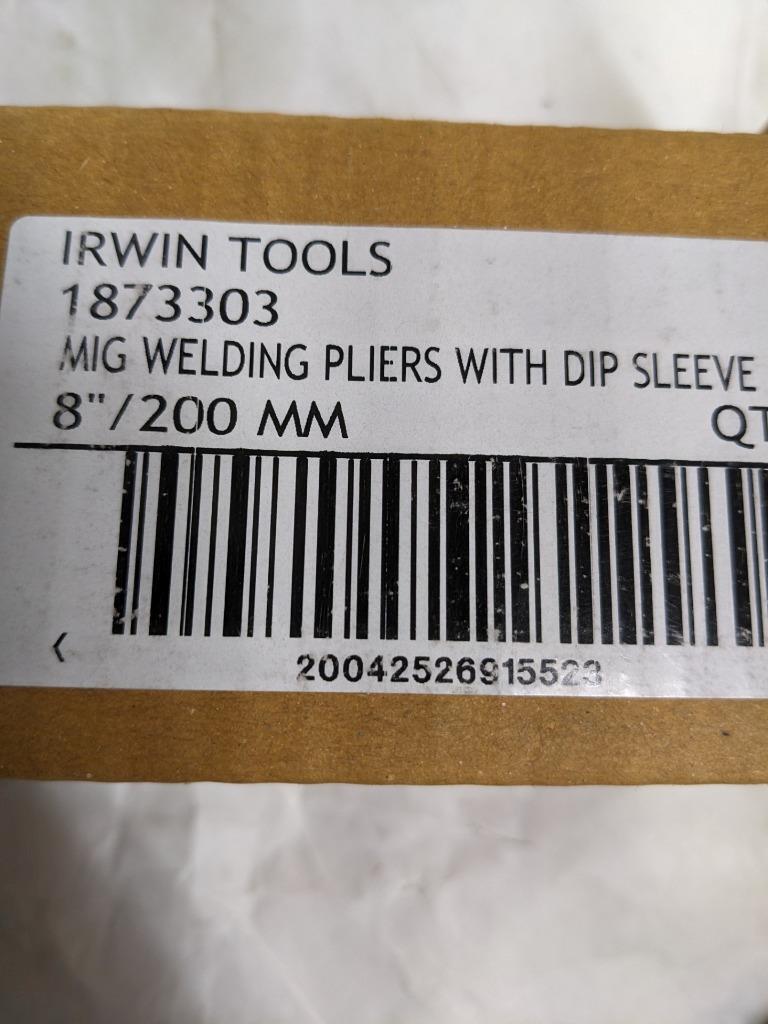 IRWIN TOOLS
1873303
MIG WELDING PLIERS WITH DIP SLEEVE
8"/200 MM QT
<
20042526915523